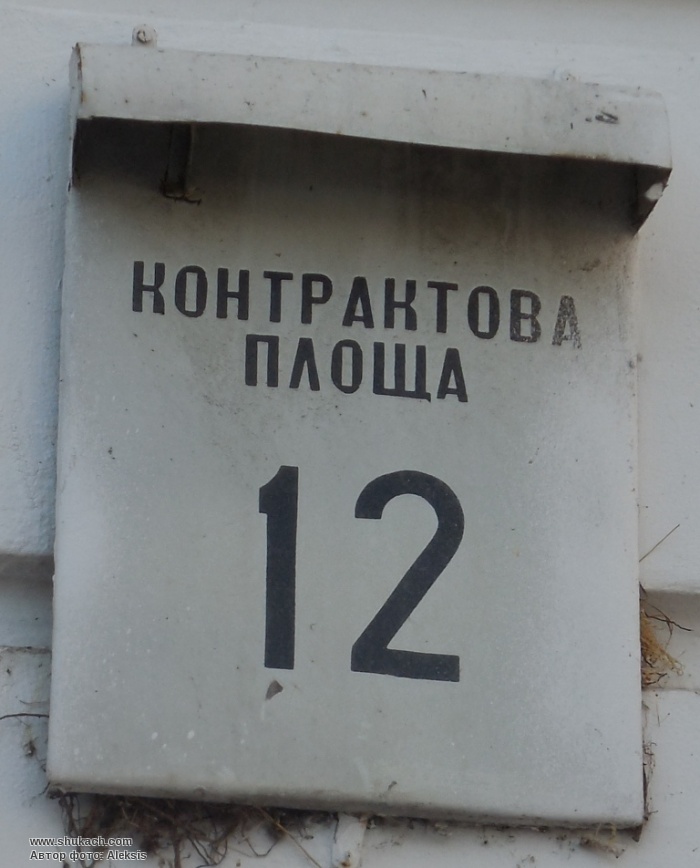 КОНТРАКТОВА
ПЛОЩА
12
www.shukach.com
Автор фото: Aleksis